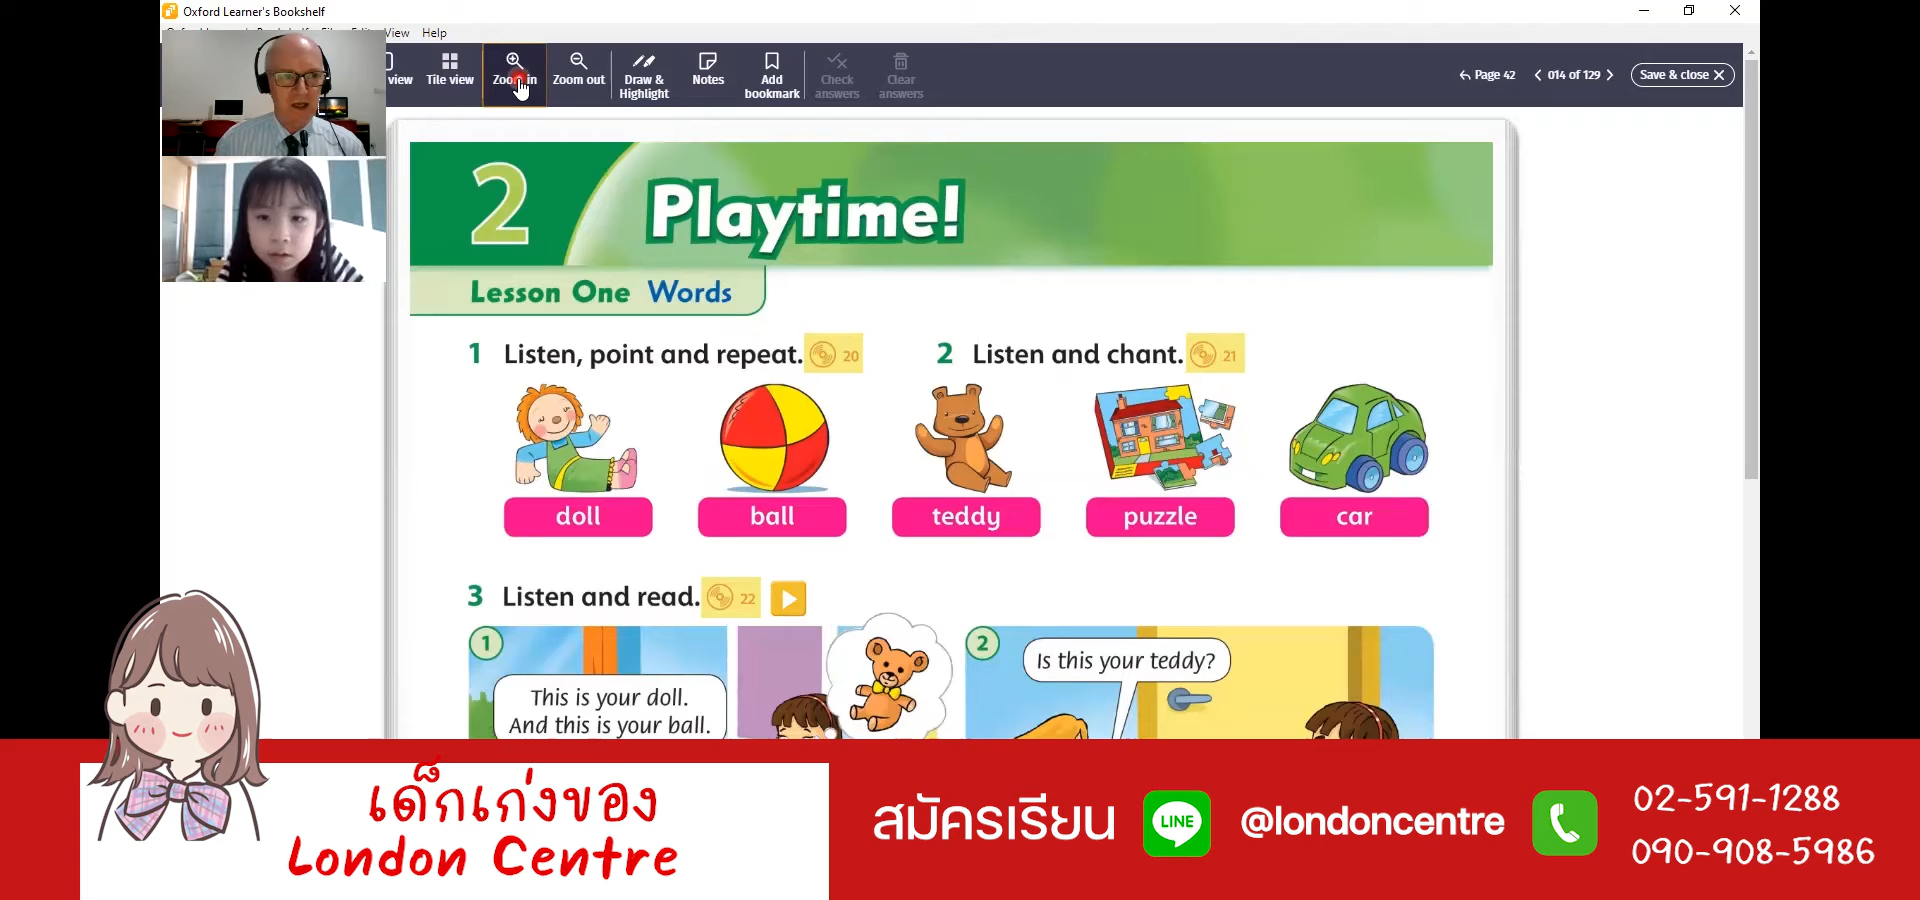 Oxford Learner's Bookshelf
View Help
view
Tile view
Zoom in
Zoom out
Draw & Highlight
Notes
Add bookmark
Check answers
Clear answers
Page 42
014 of 129
Save & close
2 Playtime!
Lesson One Words
1 Listen, point and repeat. 20
2 Listen and chant. 21
doll ball teddy puzzle car
3 Listen and read. 22
1
This is your doll.
And this is your ball.
2
Is this your teddy?
เด็กเก่งของ
London Centre
สมัครเรียน
LINE
@londoncentre
02-591-1288
090-908-5986